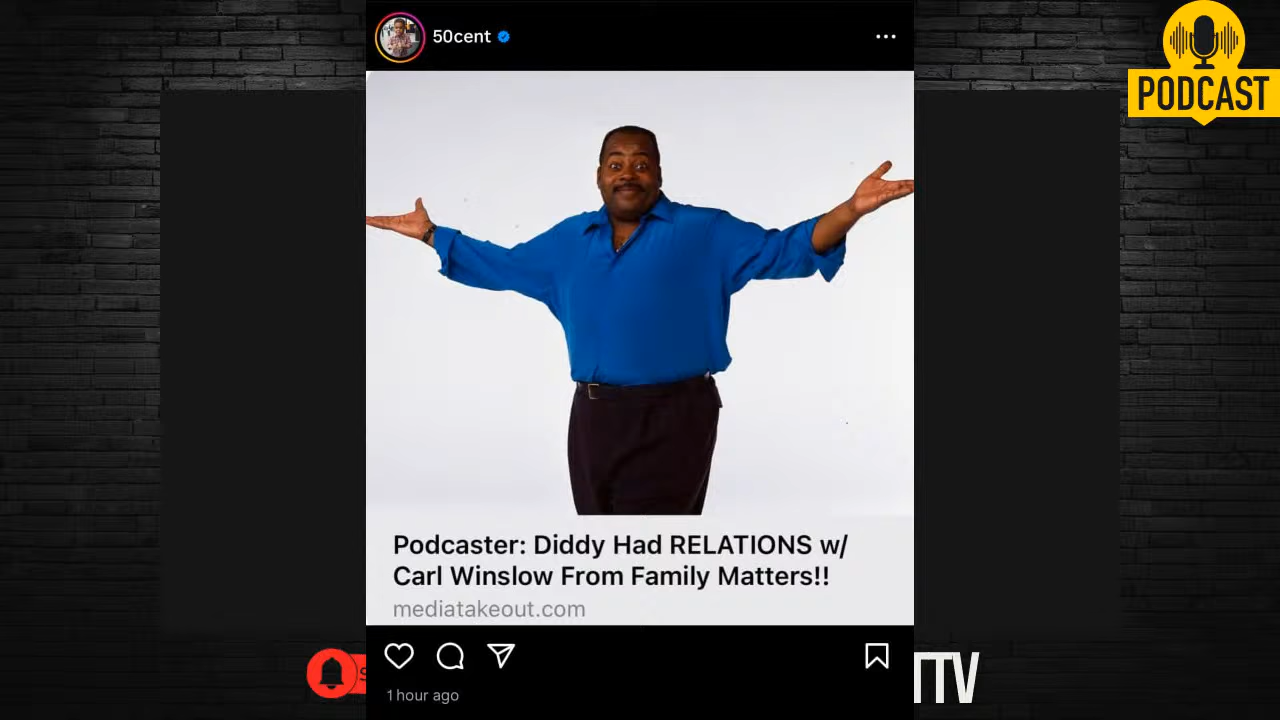 50cent
PODCAST
Podcaster: Diddy Had RELATIONS w/
Carl Winslow From Family Matters!!
mediatakeout.com
TTV
1 hour ago